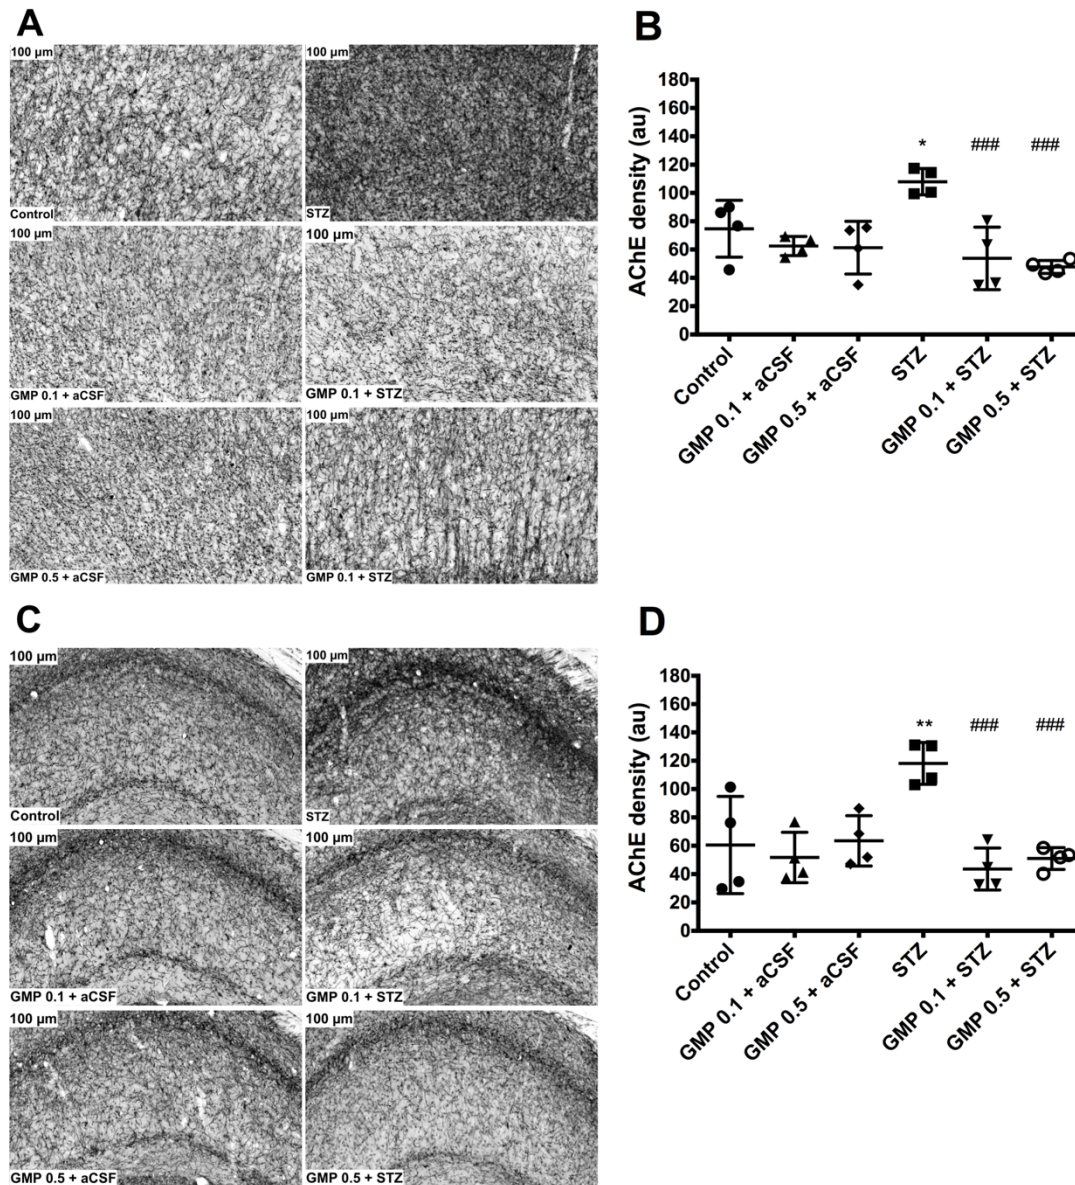 A
100 µm
100 µm
Control
STZ
100 µm
100 µm
GMP 0.1 + aCSF
GMP 0.1 + STZ
100 µm
100 µm
GMP 0.5 + aCSF
GMP 0.1 + STZ
B
AChE density (au)
180
160
140
120
100
80
60
40
20
0
*
###
###
Control
GMP 0.1 + aCSF
GMP 0.5 + aCSF
STZ
GMP 0.1 + STZ
GMP 0.5 + STZ
C
100 µm
100 µm
Control
STZ
100 µm
100 µm
GMP 0.1 + aCSF
GMP 0.1 + STZ
100 µm
100 µm
GMP 0.5 + aCSF
GMP 0.5 + STZ
D
AChE density (au)
180
160
140
120
100
80
60
40
20
0
**
###
###
Control
GMP 0.1 + aCSF
GMP 0.5 + aCSF
STZ
GMP 0.1 + STZ
GMP 0.5 + STZ